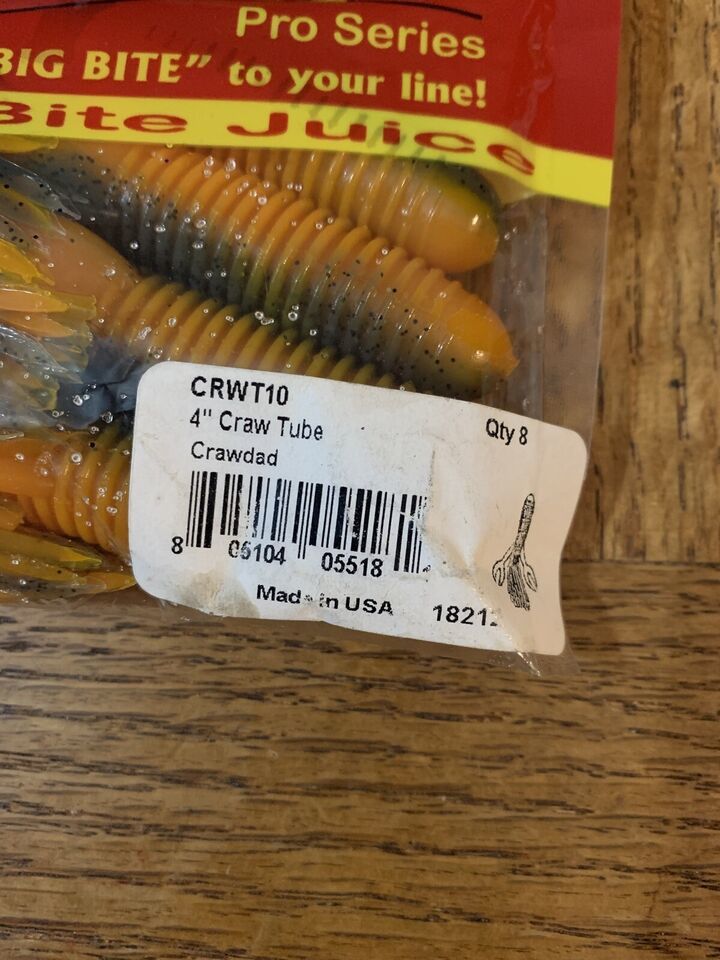 Pro Series
BIG BITE" to your line!
Bite Juice
CRWT10
4" Craw Tube
Qty 8
Crawdad
8 05104 05518
Made in USA
1821